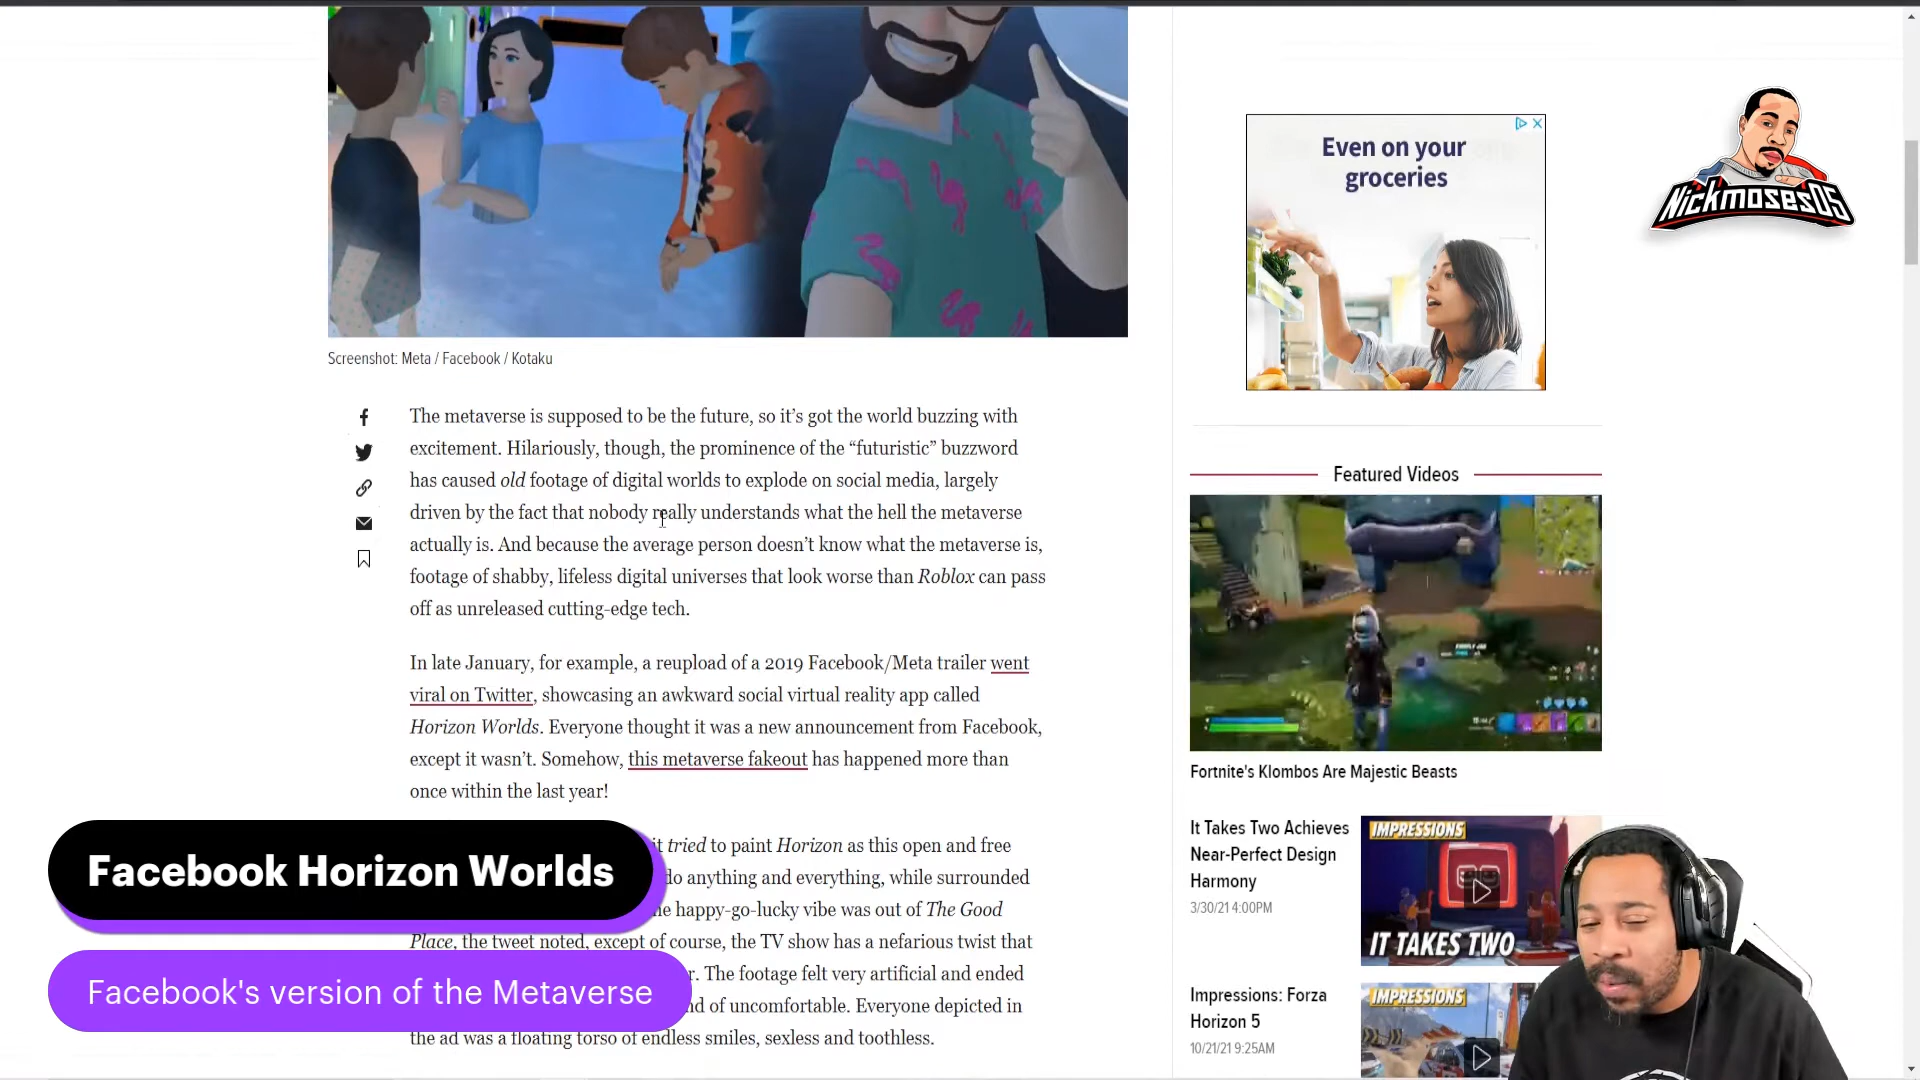 Even on your
groceries
NickmosesO5
Screenshot: Meta / Facebook / Kotaku
The metaverse is supposed to be the future, so it’s got the world buzzing with
excitement. Hilariously, though, the prominence of the “futuristic” buzzword
has caused old footage of digital worlds to explode on social media, largely
driven by the fact that nobody really understands what the hell the metaverse
actually is. And because the average person doesn’t know what the metaverse is,
footage of shabby, lifeless digital universes that look worse than Roblox can pass
off as unreleased cutting-edge tech.
In late January, for example, a reupload of a 2019 Facebook/Meta trailer went
viral on Twitter, showcasing an awkward social virtual reality app called
Horizon Worlds. Everyone thought it was a new announcement from Facebook,
except it wasn’t. Somehow, this metaverse fakeout has happened more than
once within the last year!
it tried to paint Horizon as this open and free
do anything and everything, while surrounded
happy-go-lucky vibe was out of The Good
Place, the tweet noted, except of course, the TV show has a nefarious twist that
The footage felt very artificial and ended
of uncomfortable. Everyone depicted in
the ad was a floating torso of endless smiles, sexless and toothless.
Facebook Horizon Worlds
Facebook's version of the Metaverse
Featured Videos
Fortnite's Klombos Are Majestic Beasts
It Takes Two Achieves
Near-Perfect Design
Harmony
3/30/21 4:00PM
IMPRESSIONS
IT TAKES TWO
Impressions: Forza
Horizon 5
10/21/21 9:25AM
IMPRESSIONS